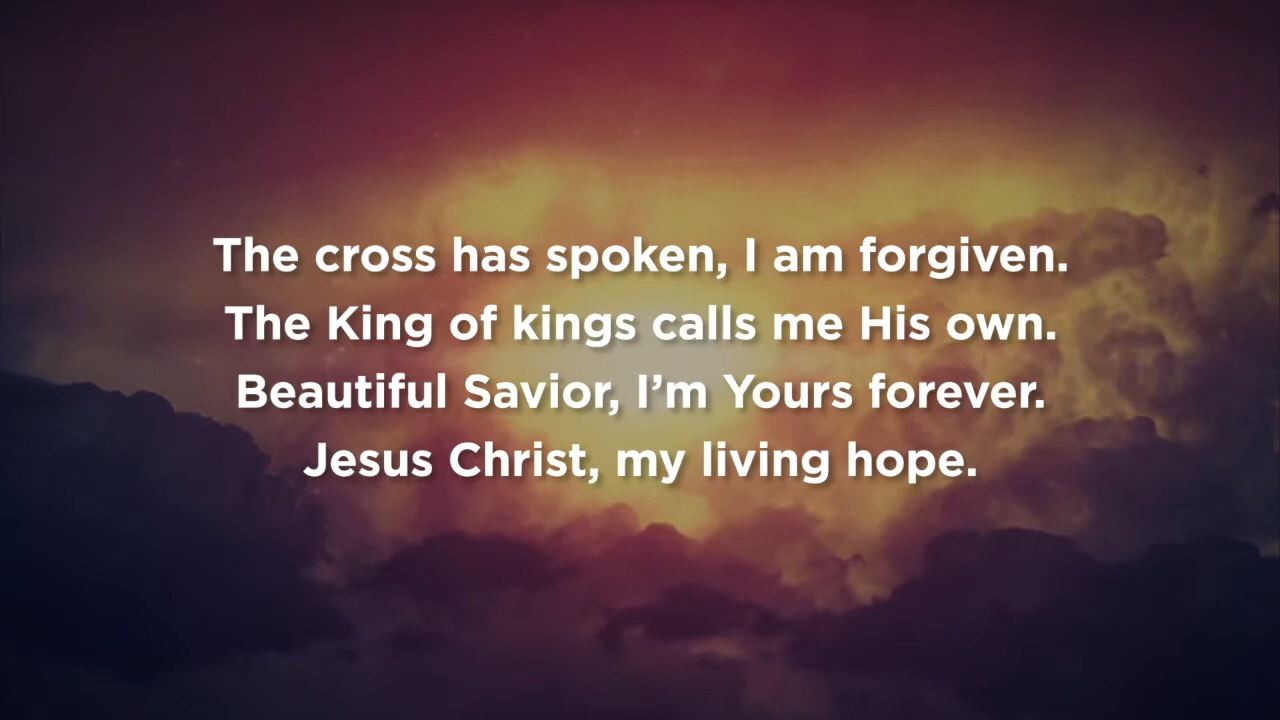 The cross has spoken, I am forgiven.
The King of kings calls me His own.
Beautiful Savior, I’m Yours forever.
Jesus Christ, my living hope.